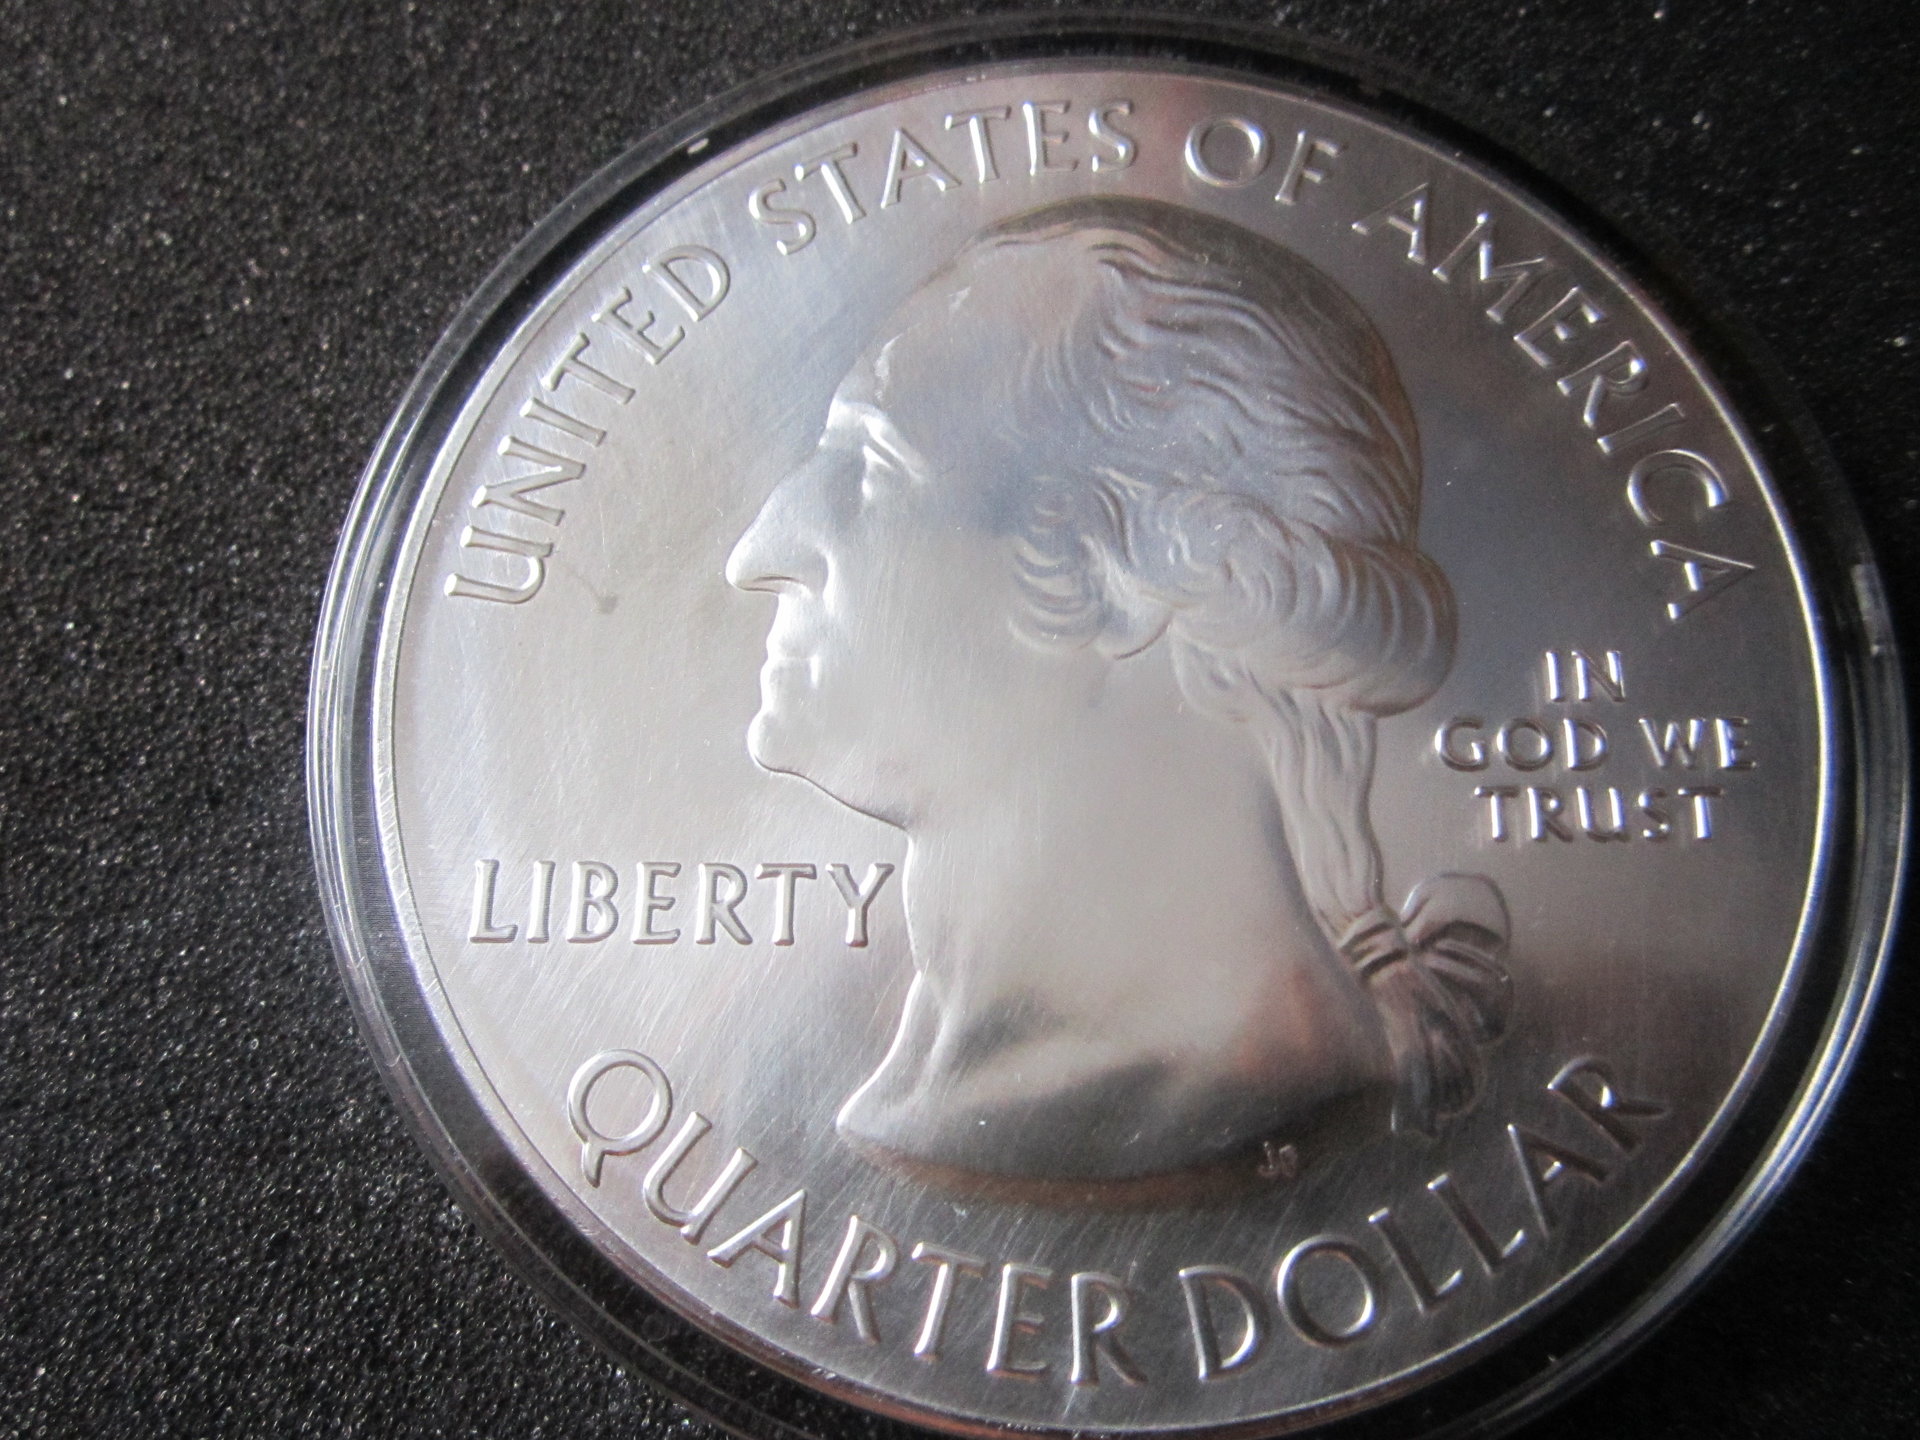 UNITED STATES OF AMERICA
LIBERTY
IN
GOD WE
TRUST
QUARTER DOLLAR